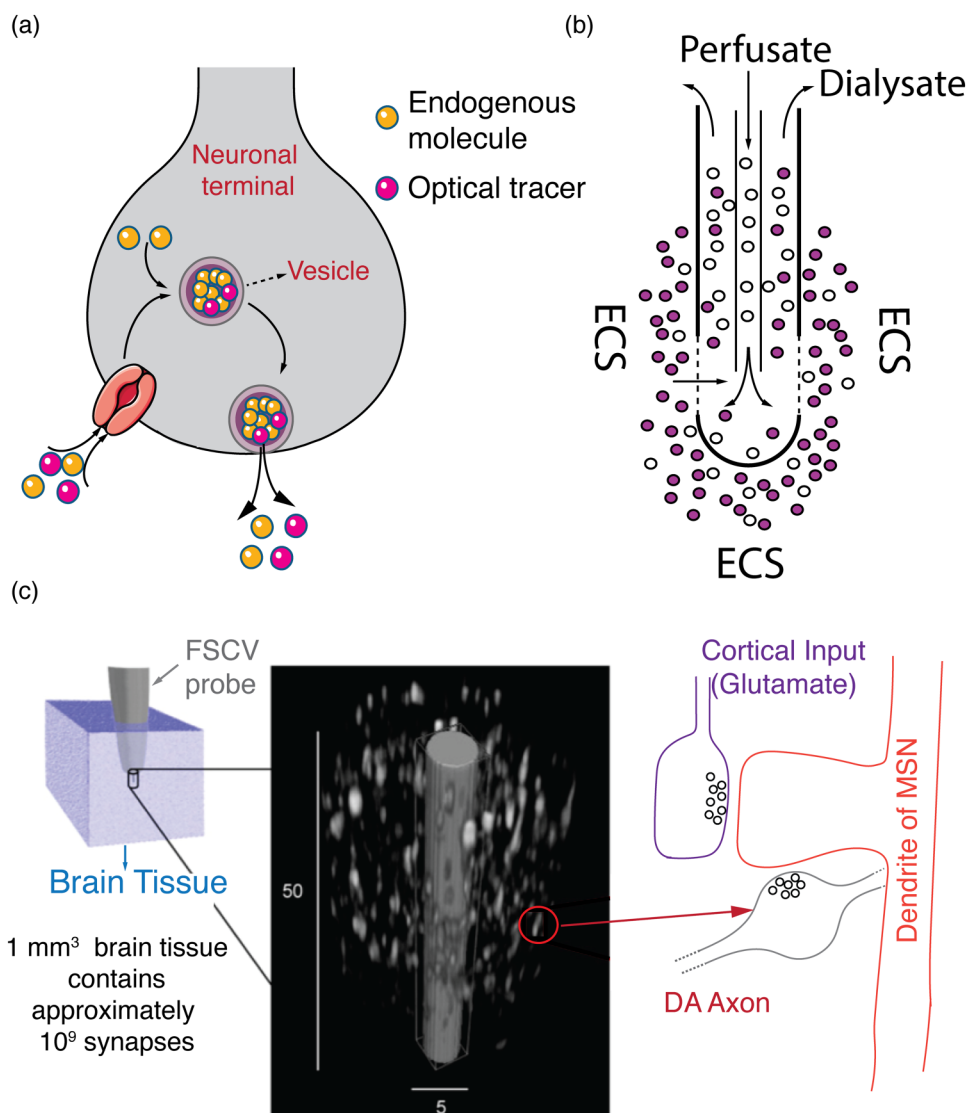 (a)
Neuronal
terminal
Vesicle
Endogenous
molecule
Optical tracer
(b)
Perfusate
Dialysate
ECS
ECS
ECS
(c)
FSCV
probe
Brain Tissue
1 mm³ brain tissue
contains
approximately
10⁹ synapses
50
5
Cortical Input
(Glutamate)
Dendrite of MSN
DA Axon